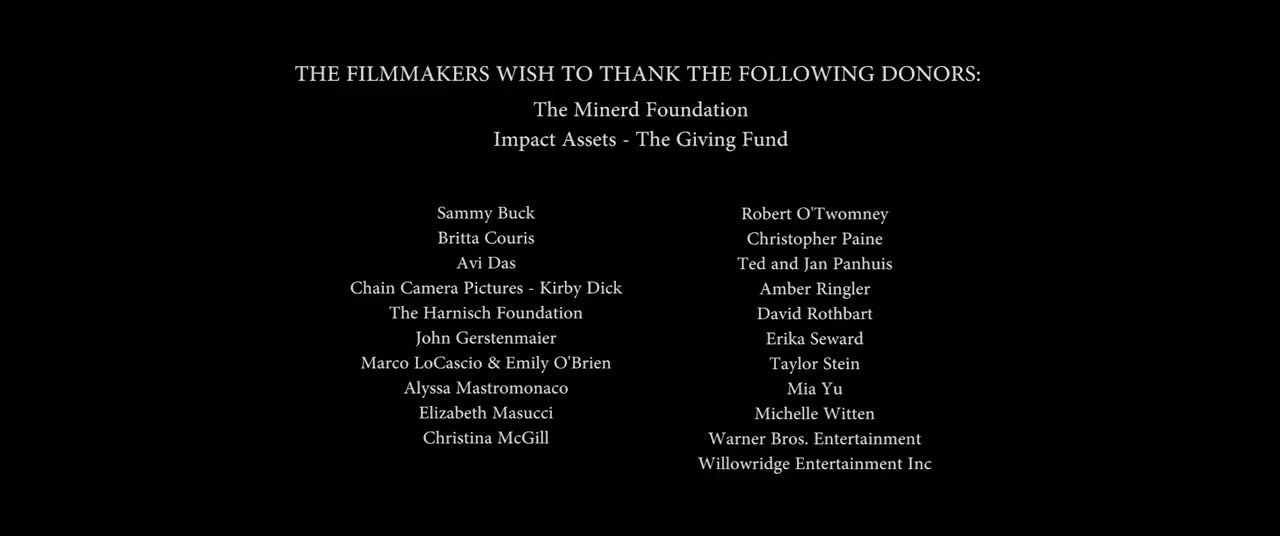 THE FILMMAKERS WISH TO THANK THE FOLLOWING DONORS:
The Minerd Foundation
Impact Assets - The Giving Fund
Sammy Buck
Britta Couris
Avi Das
Chain Camera Pictures - Kirby Dick
The Harnisch Foundation
John Gerstenmaier
Marco LoCascio & Emily O'Brien
Alyssa Mastromonaco
Elizabeth Masucci
Christina McGill
Robert O'Twomney
Christopher Paine
Ted and Jan Panhuis
Amber Ringler
David Rothbart
Erika Seward
Taylor Stein
Mia Yu
Michelle Witten
Warner Bros. Entertainment
Willowridge Entertainment Inc